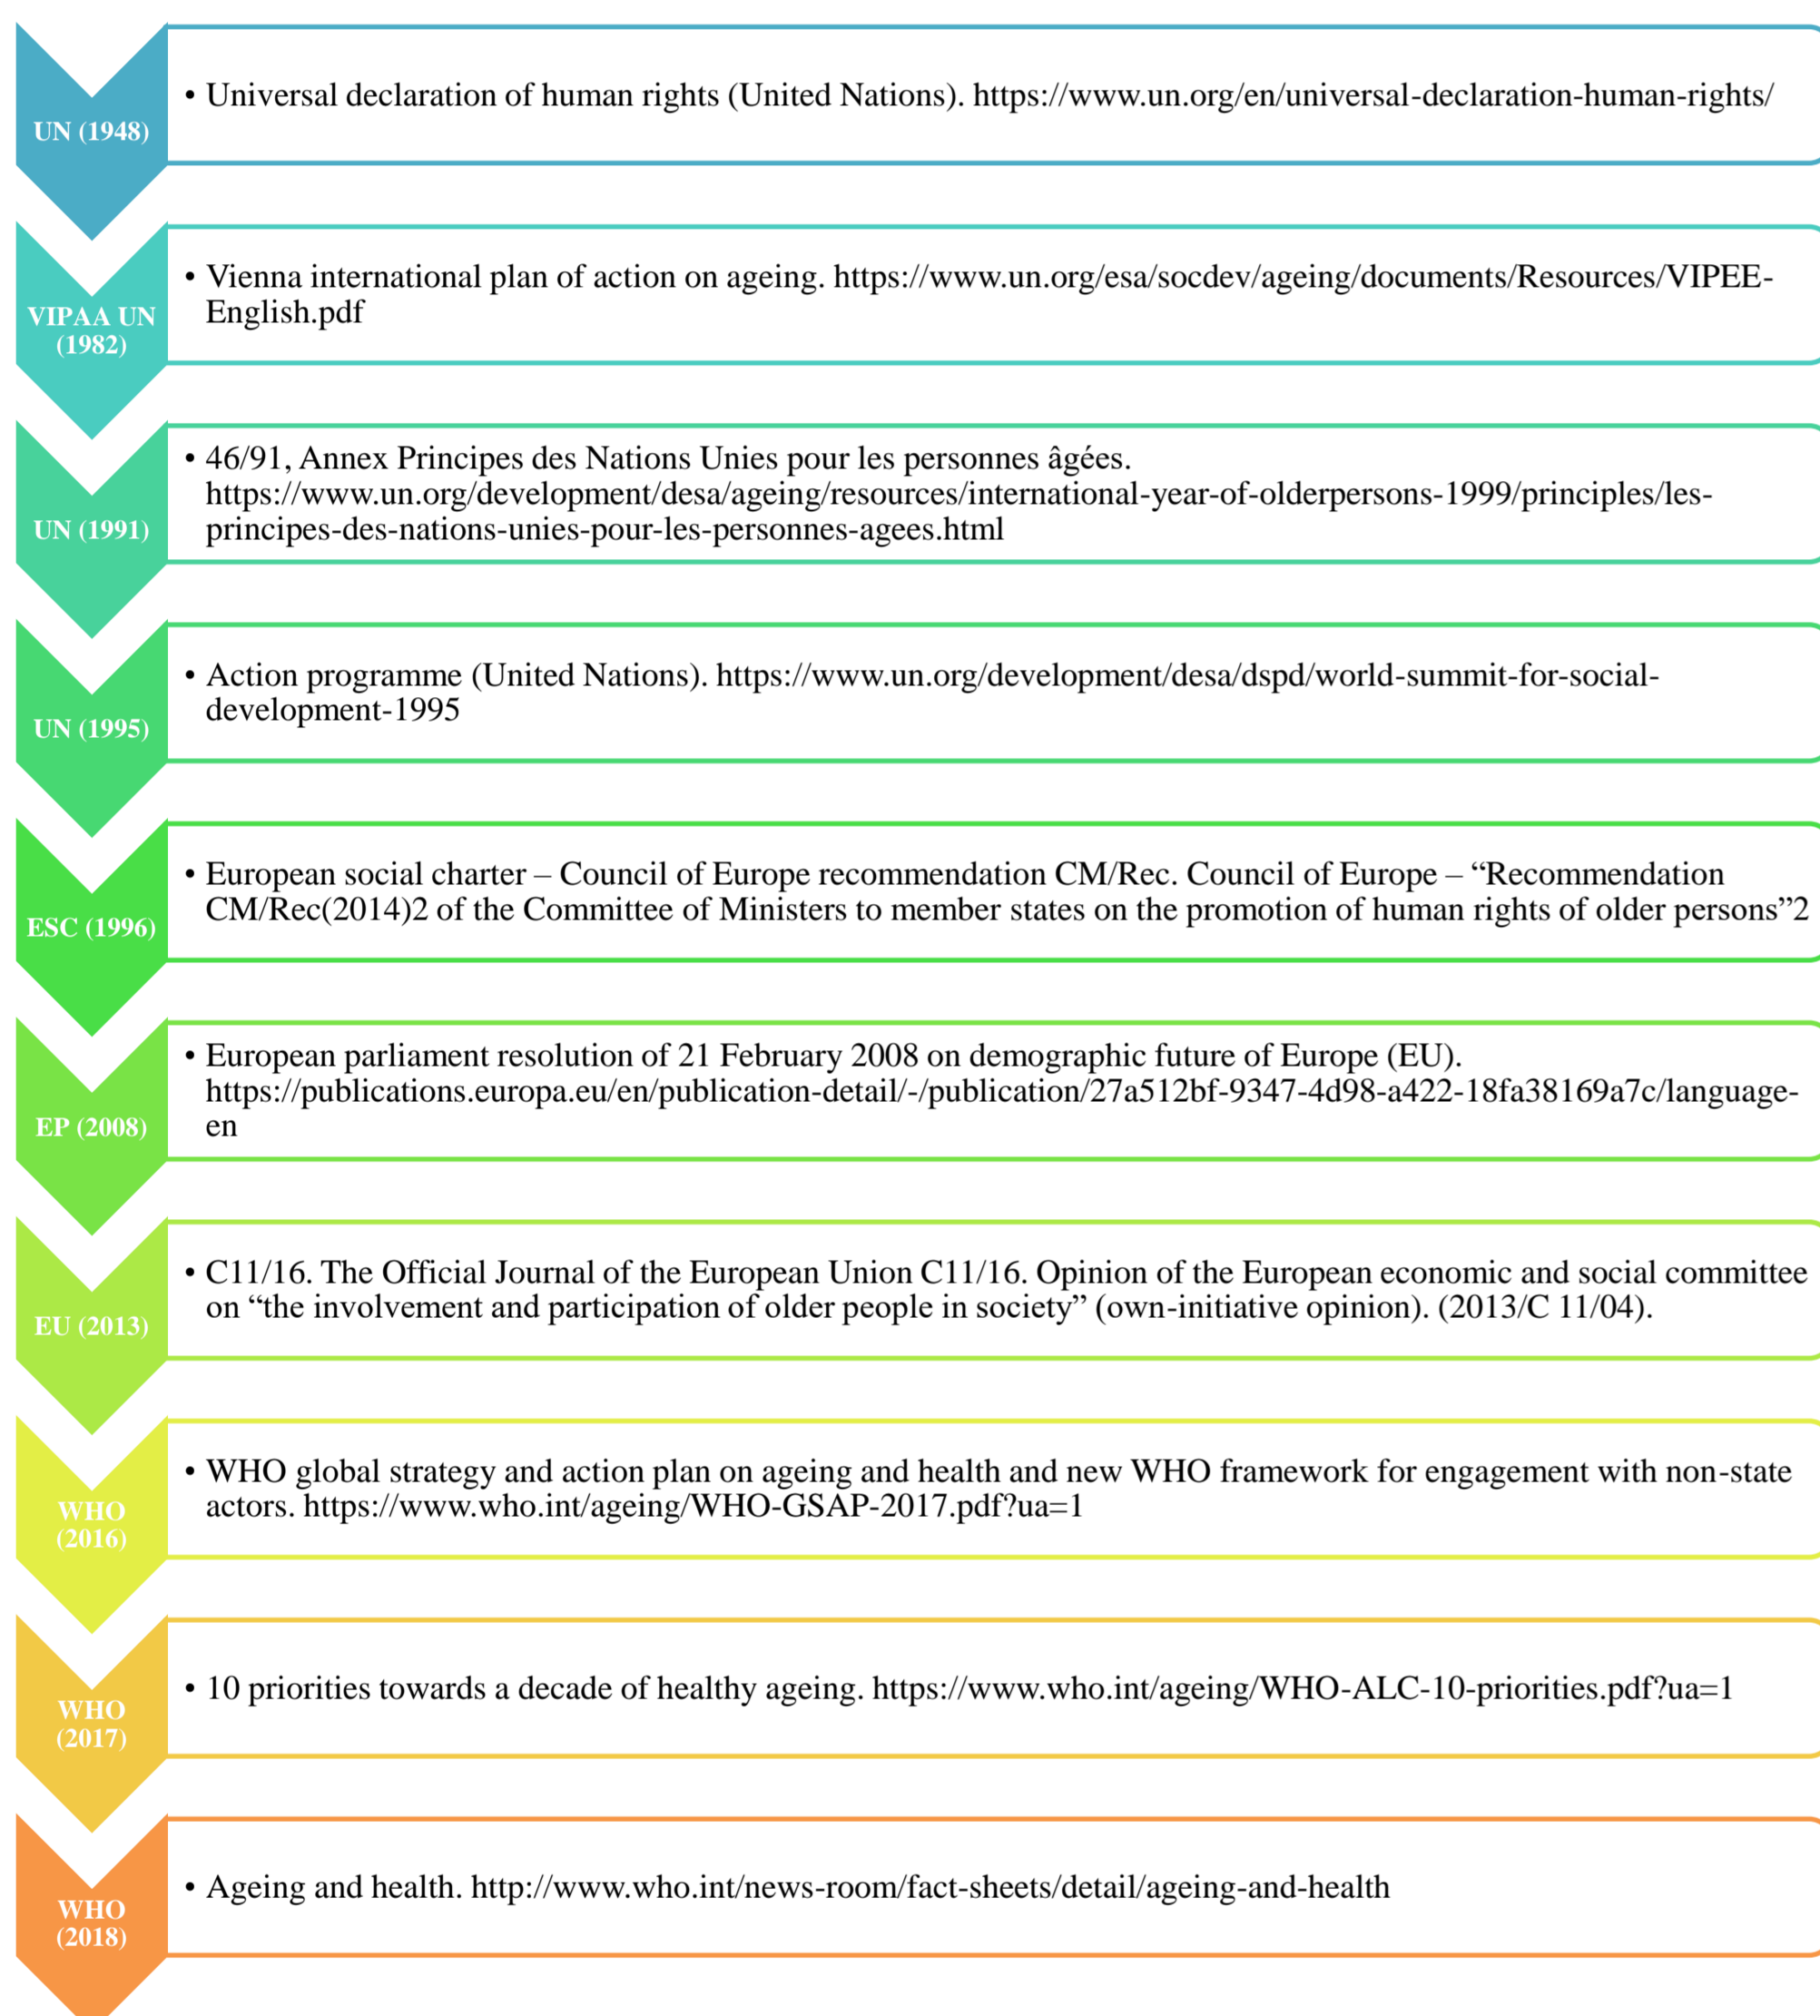 UN (1948)
• Universal declaration of human rights (United Nations). https://www.un.org/en/universal-declaration-human-rights/
VIPAA UN
(1982)
• Vienna international plan of action on ageing. https://www.un.org/esa/socdev/ageing/documents/Resources/VIPEE-
English.pdf
UN (1991)
• 46/91, Annex Principes des Nations Unies pour les personnes âgées.
https://www.un.org/development/desa/ageing/resources/international-year-of-olderpersons-1999/principles/les-
principes-des-nations-unies-pour-les-personnes-agees.html
UN (1995)
• Action programme (United Nations). https://www.un.org/development/desa/dspd/world-summit-for-social-
development-1995
ESC (1996)
• European social charter – Council of Europe recommendation CM/Rec. Council of Europe – “Recommendation
CM/Rec(2014)2 of the Committee of Ministers to member states on the promotion of human rights of older persons”2
EP (2008)
• European parliament resolution of 21 February 2008 on demographic future of Europe (EU).
https://publications.europa.eu/en/publication-detail/-/publication/27a512bf-9347-4d98-a422-18fa38169a7c/language-
en
EU (2013)
• C11/16. The Official Journal of the European Union C11/16. Opinion of the European economic and social committee
on “the involvement and participation of older people in society” (own-initiative opinion). (2013/C 11/04).
WHO
(2016)
• WHO global strategy and action plan on ageing and health and new WHO framework for engagement with non-state
actors. https://www.who.int/ageing/WHO-GSAP-2017.pdf?ua=1
WHO
(2017)
• 10 priorities towards a decade of healthy ageing. https://www.who.int/ageing/WHO-ALC-10-priorities.pdf?ua=1
WHO
(2018)
• Ageing and health. http://www.who.int/news-room/fact-sheets/detail/ageing-and-health